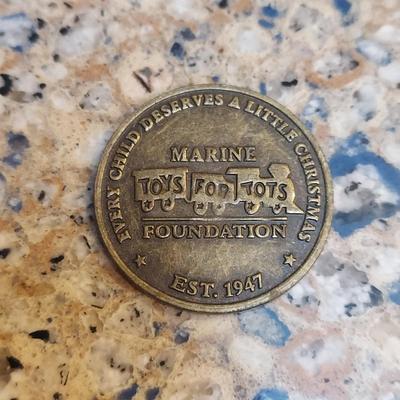 EVERY CHILD DESERVES A LITTLE CHRISTMAS
MARINE
TOYS FOR TOTS
FOUNDATION
EST. 1947